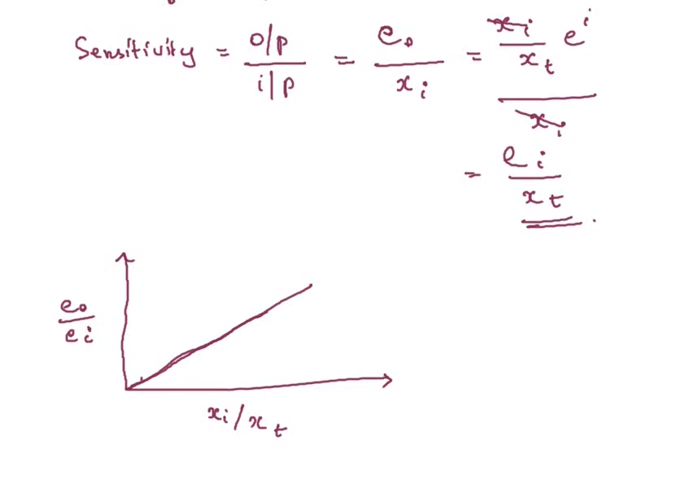 Sensitivity = o/p / i/p = e₀ / xᵢ = (xᵢ / xₜ) eⁱ / xᵢ
= eᵢ / xₜ .
e₀ / eᵢ
xᵢ/xₜ